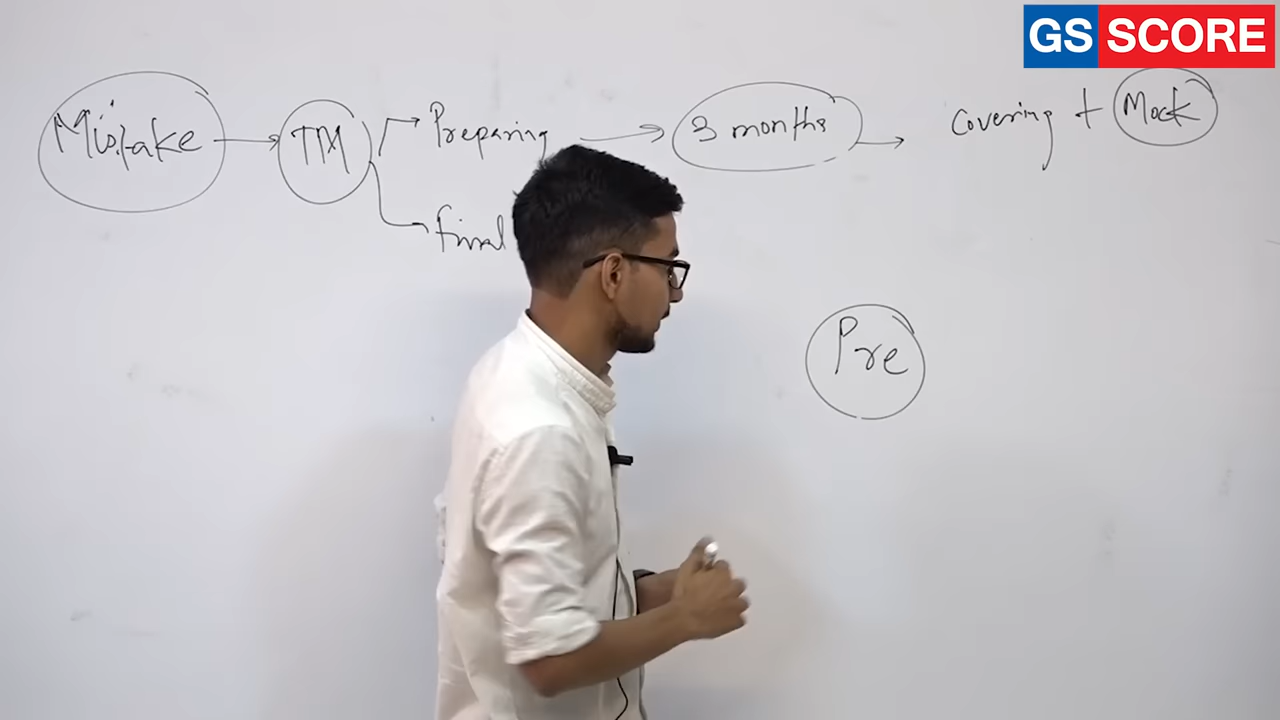 GS SCORE
Mistake → TM → Preparing → 3 months → Covering + Mock
Final
Pre